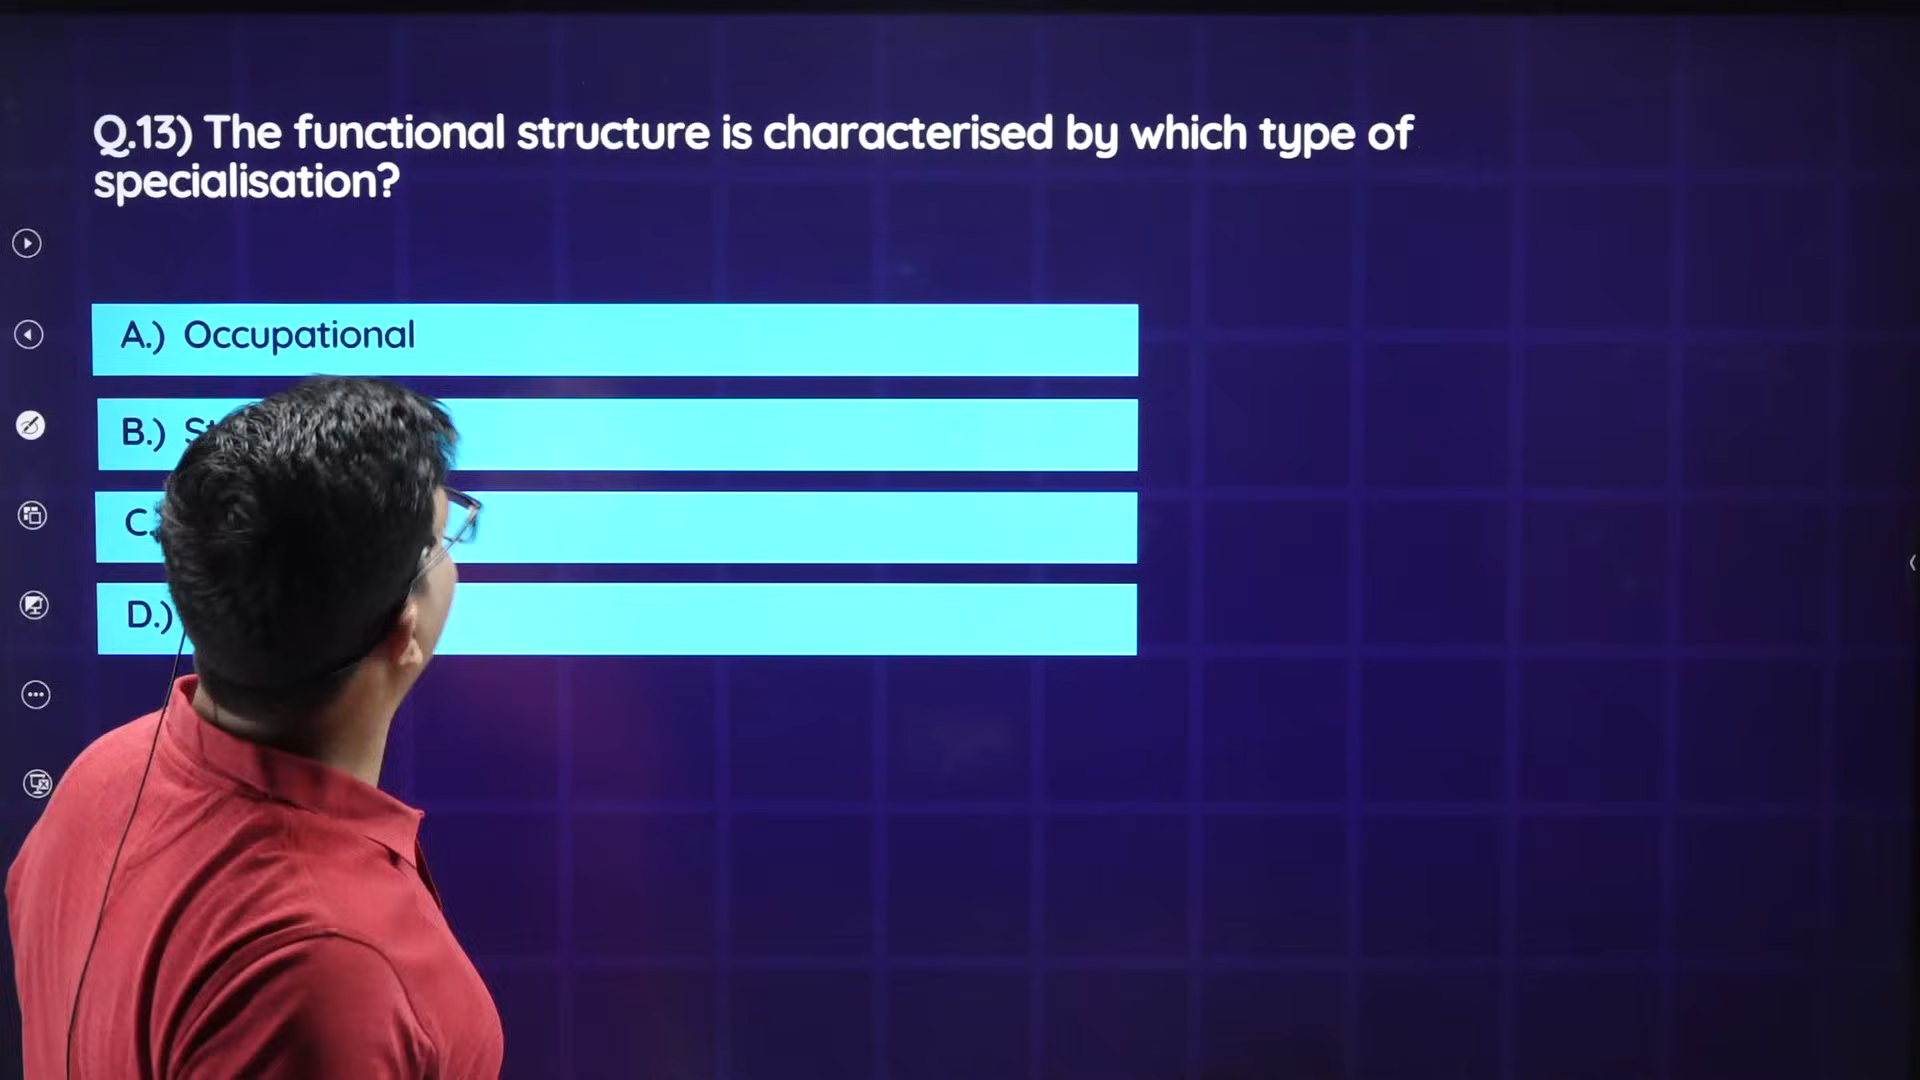 Q.13) The functional structure is characterised by which type of
specialisation?
A.) Occupational
B.)
C.
D.)